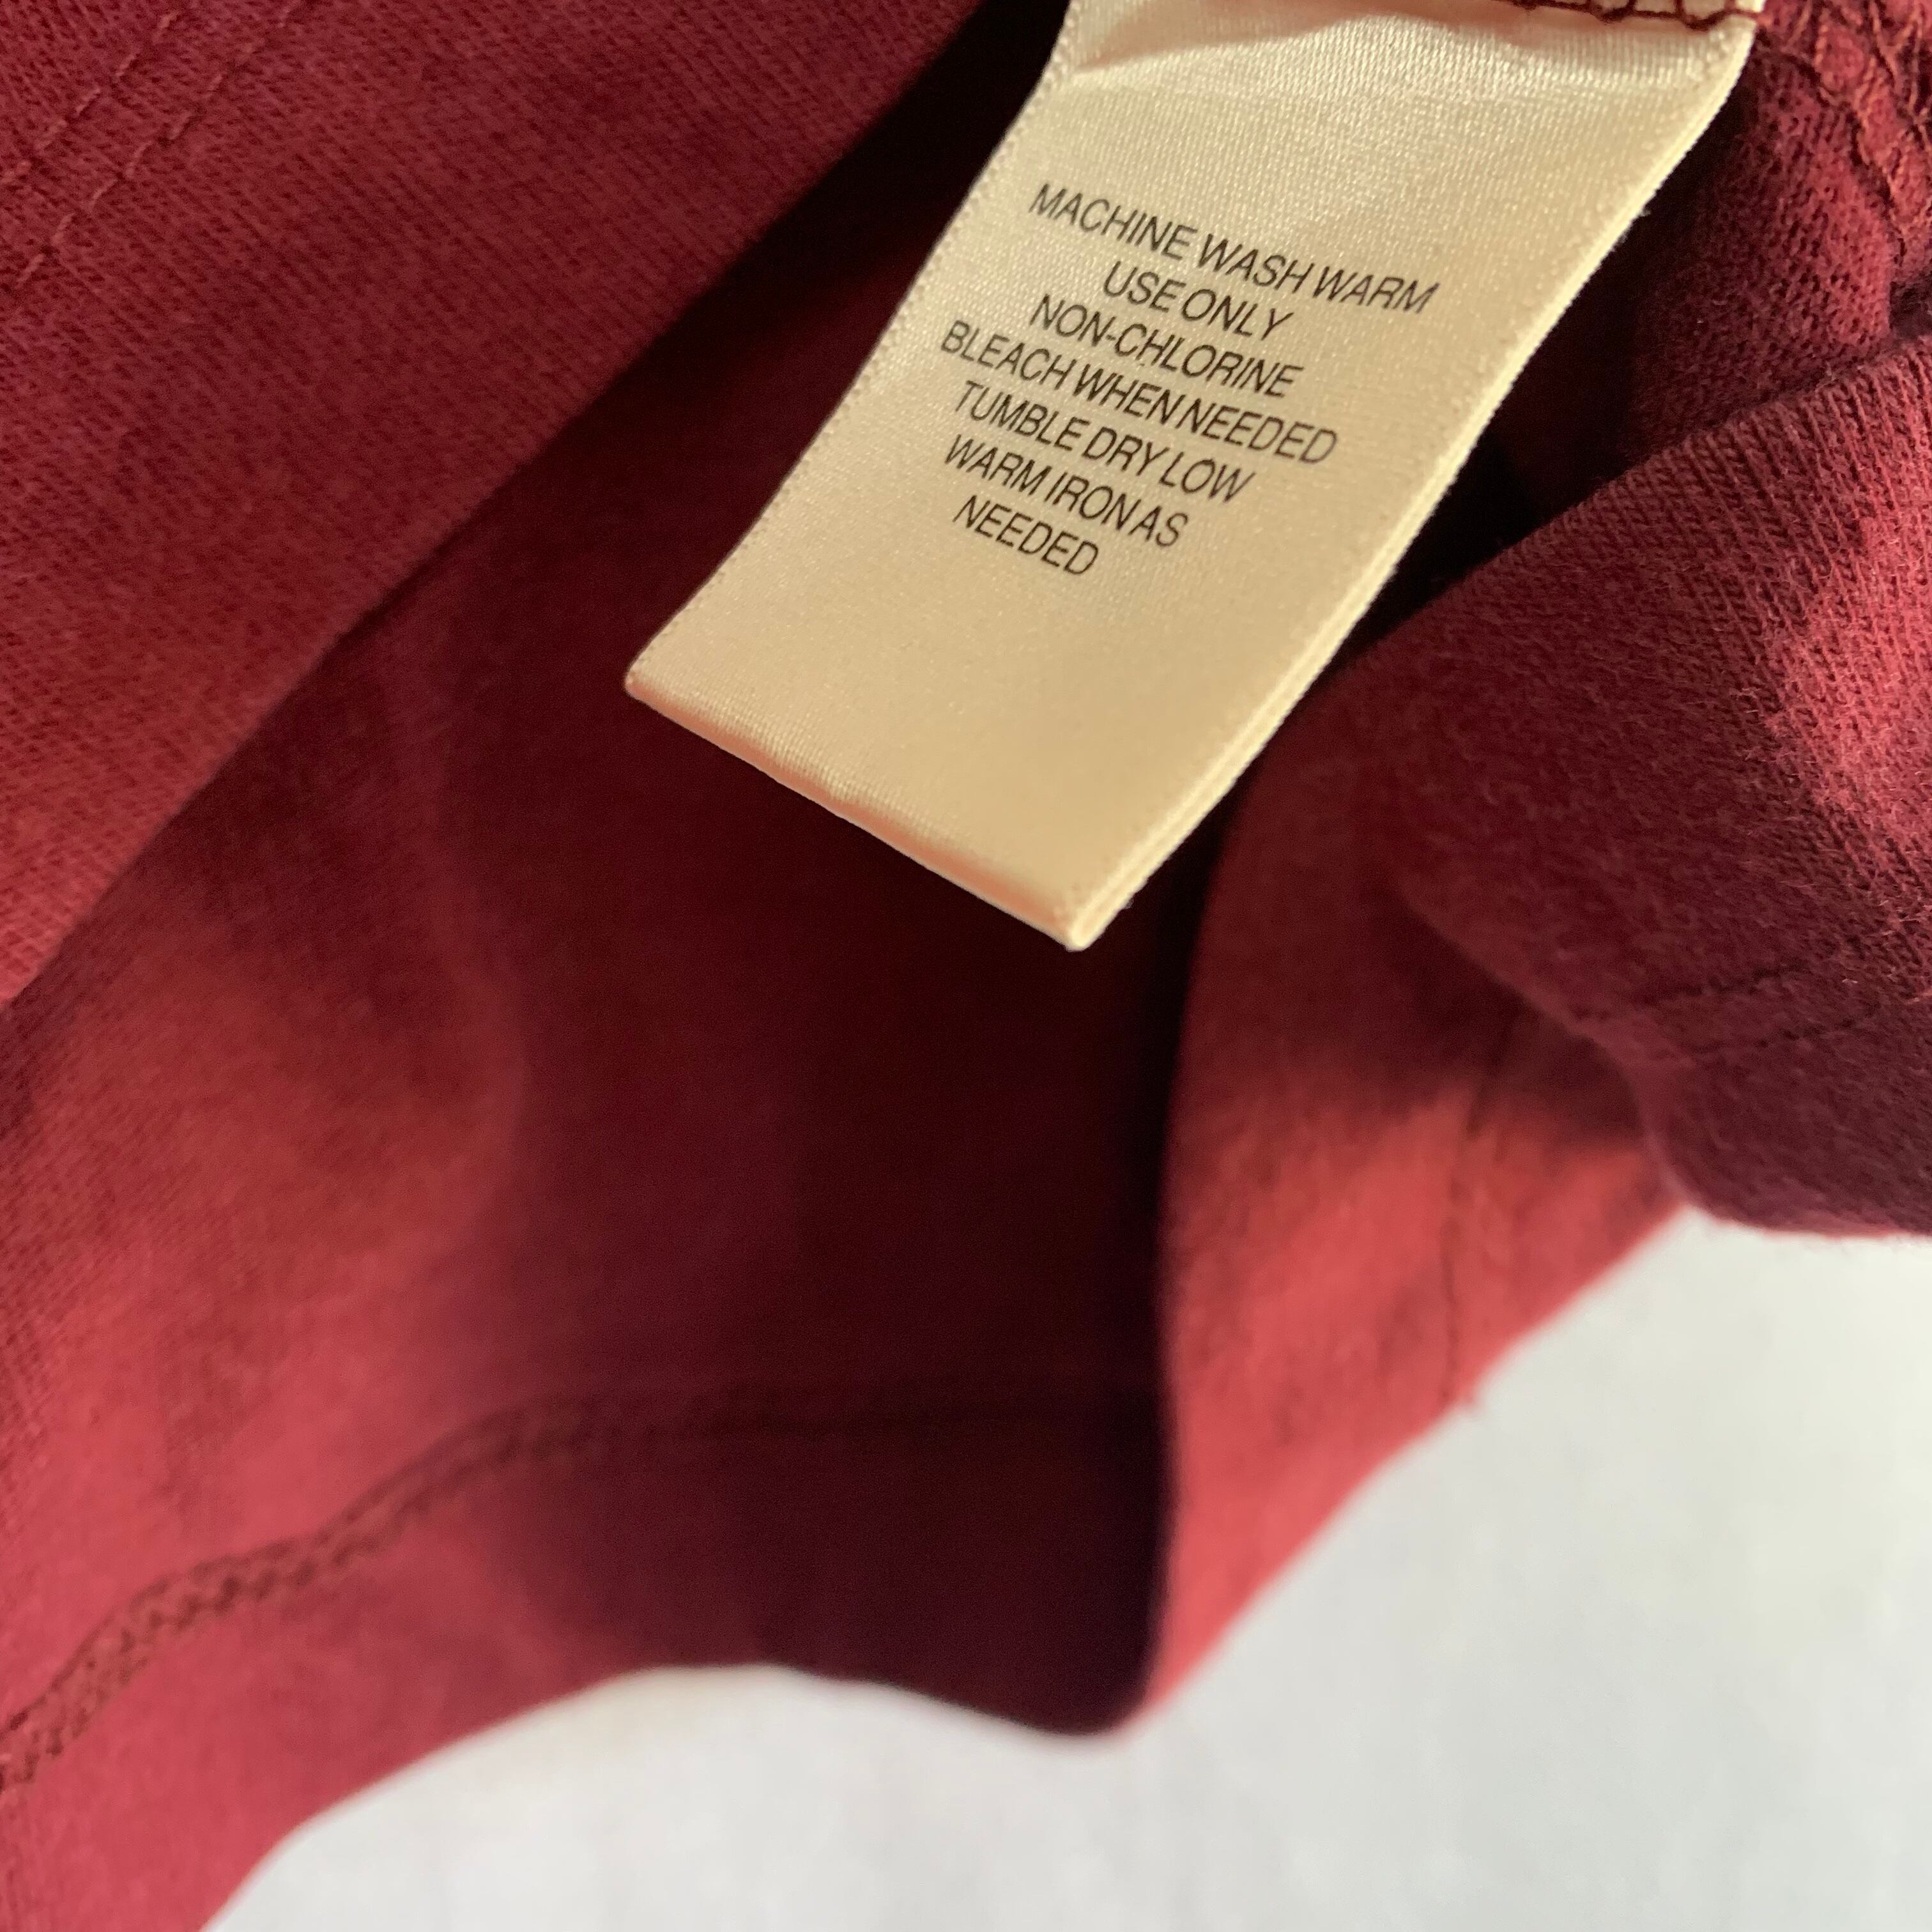 MACHINE WASH WARM
USE ONLY
NON-CHLORINE
BLEACH WHEN NEEDED
TUMBLE DRY LOW
WARM IRON AS
NEEDED